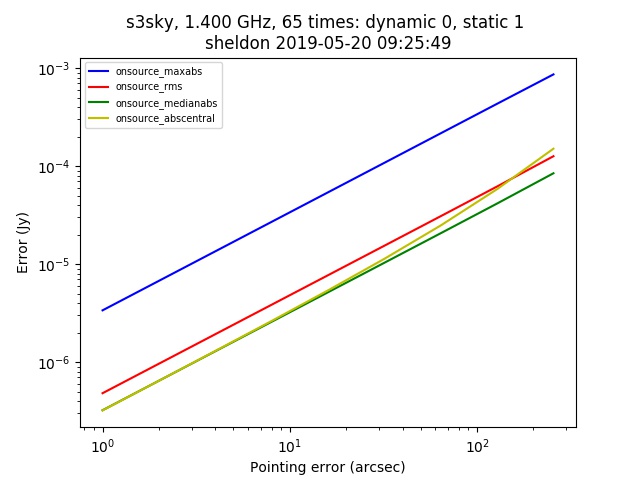 s3sky, 1.400 GHz, 65 times: dynamic 0, static 1
sheldon 2019-05-20 09:25:49
onsource_maxabs
onsource_rms
onsource_medianabs
onsource_abscentral
10⁻³
10⁻⁴
10⁻⁵
10⁻⁶
Error (Jy)
10⁰ 10¹ 10²
Pointing error (arcsec)